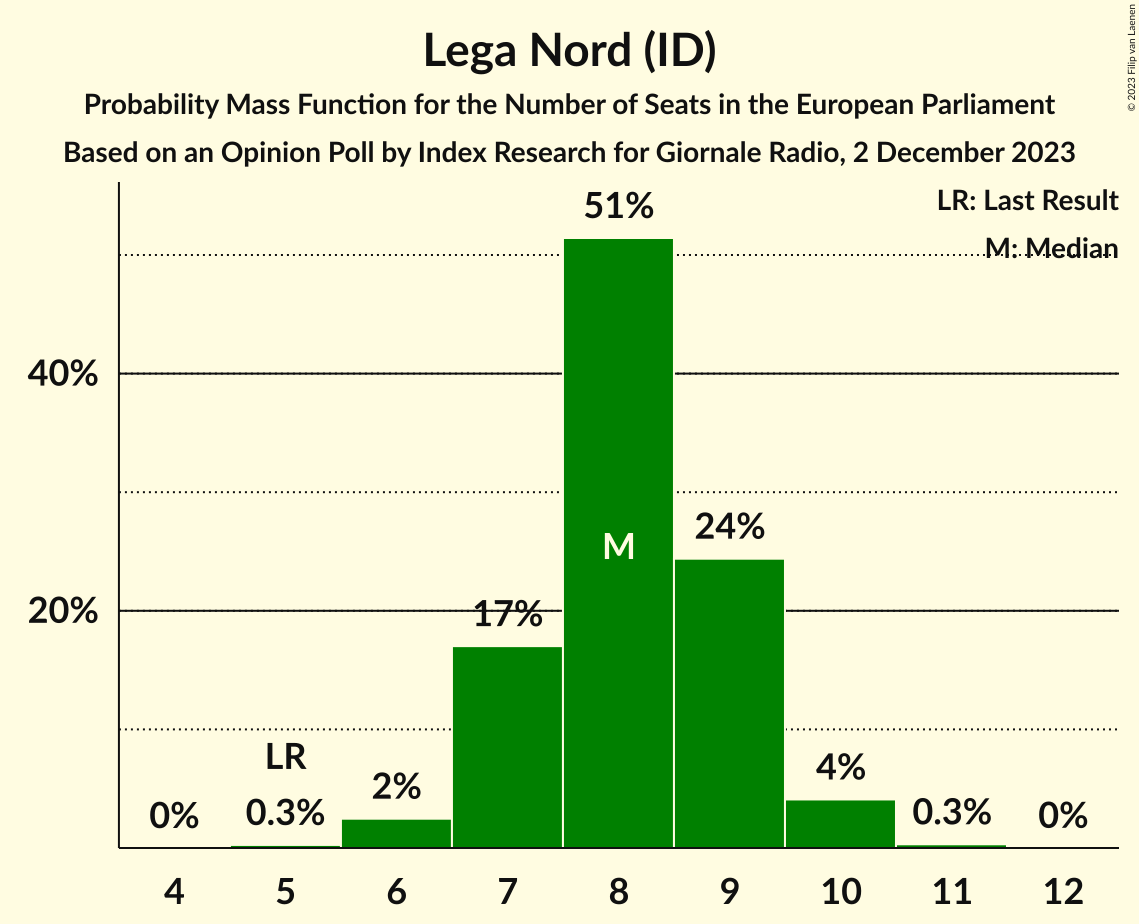 Lega Nord (ID)
Probability Mass Function for the Number of Seats in the European Parliament
Based on an Opinion Poll by Index Research for Giornale Radio, 2 December 2023
© 2023 Filip van Laenen
LR: Last Result
M: Median
51%
40%
24%
M
20%
17%
LR
4%
2%
0%
0.3%
0.3%
0%
4 5 6 7 8 9 10 11 12